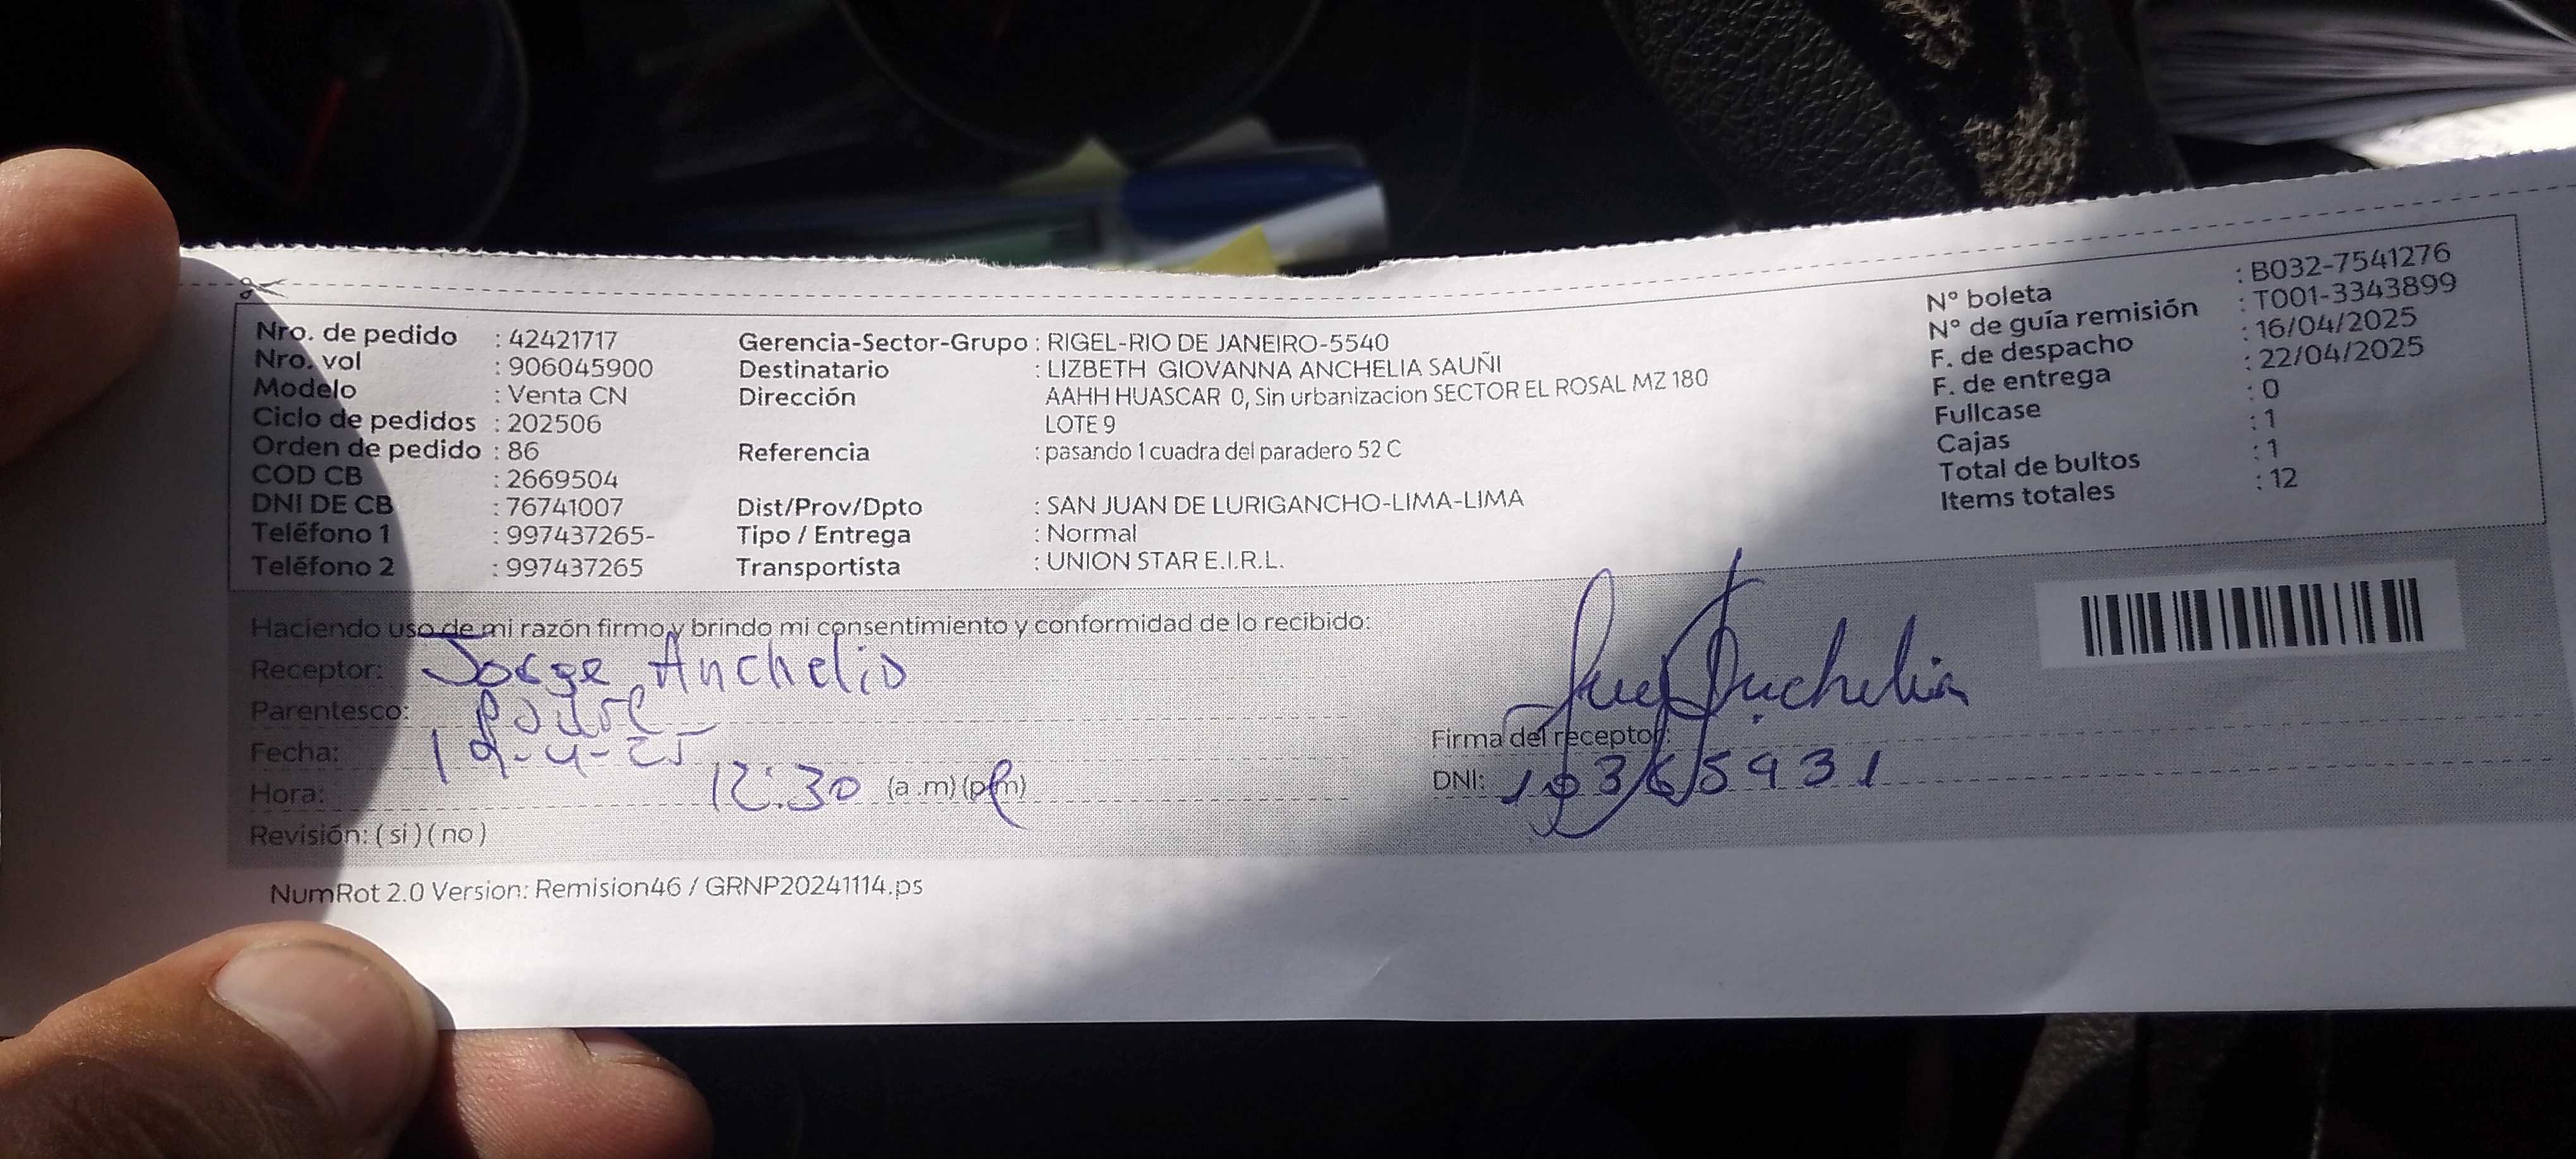 Nro. de pedido : 42421717
Nro. vol : 906045900
Modelo : Venta CN
Ciclo de pedidos : 202506
Orden de pedido : 86
COD CB : 2669504
DNI DE CB : 76741007
Teléfono 1 : 997437265-
Teléfono 2 : 997437265
Gerencia-Sector-Grupo : RIGEL-RIO DE JANEIRO-5540
Destinatario : LIZBETH GIOVANNA ANCHELIA SAUÑI
Dirección AAHH HUASCAR 0, Sin urbanizacion SECTOR EL ROSAL MZ 180
LOTE 9
Referencia : pasando 1 cuadra del paradero 52 C
Dist/Prov/Dpto : SAN JUAN DE LURIGANCHO-LIMA-LIMA
Tipo / Entrega : Normal
Transportista : UNION STAR E.I.R.L.
N° boleta : B032-7541276
N° de guía remisión : T001-3343899
F. de despacho : 16/04/2025
F. de entrega : 22/04/2025
Fullcase : 0
Cajas : 1
Total de bultos : 1
Items totales : 12
Haciendo uso de mi razón firmo y brindo mi consentimiento y conformidad de lo recibido:
Receptor: Jorge Anchelia
Parentesco: Padre
Fecha: 19-4-25
Hora: 12:30 (a.m) (p.m)
Revisión: ( si ) ( no )
Anchelia
Firma del receptor:
DNI: 10365931
NumRot 2.0 Version: Remision46 / GRNP20241114.ps